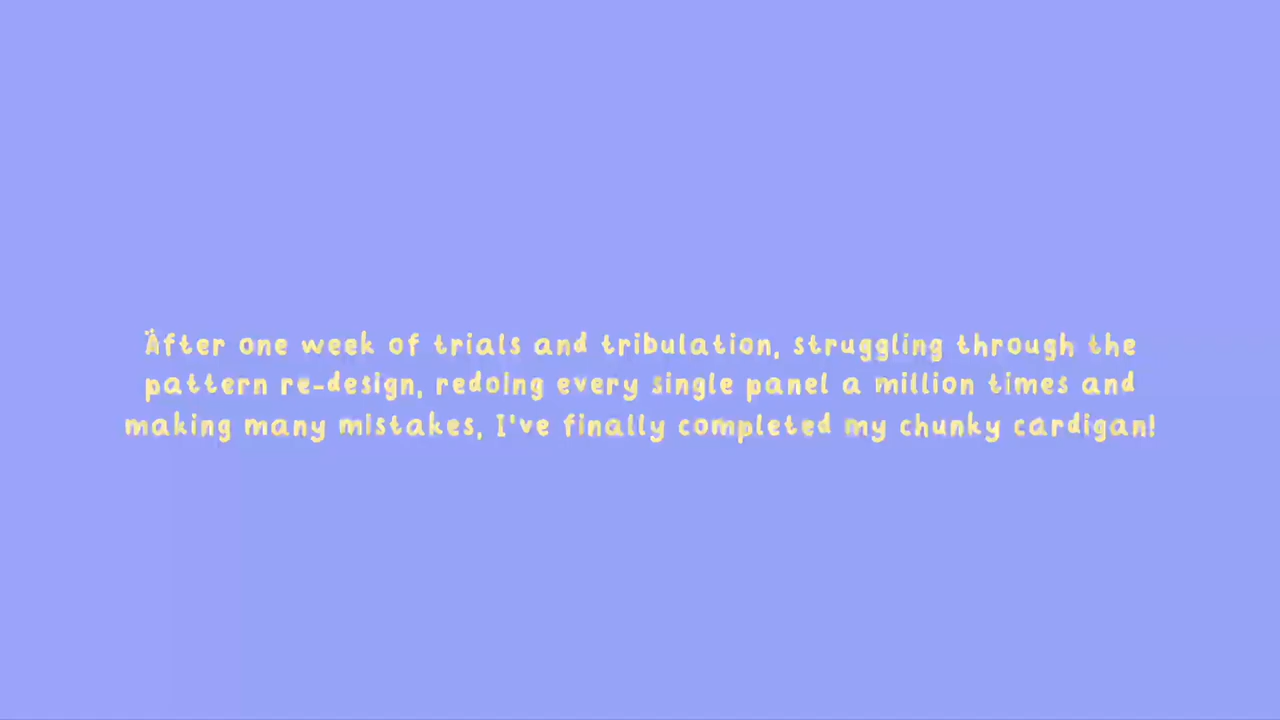 After one week of trials and tribulation, struggling through the
pattern re-design, redoing every single panel a million times and
making many mistakes, I've finally completed my chunky cardigan!